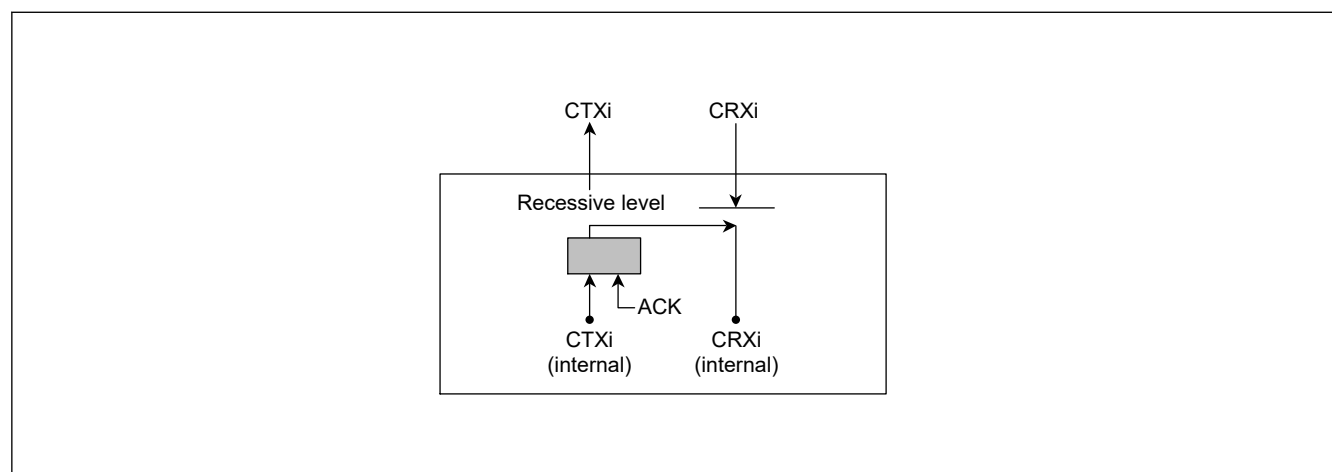 CTXi
CRXi
Recessive level
ACK
CTXi
(internal)
CRXi
(internal)